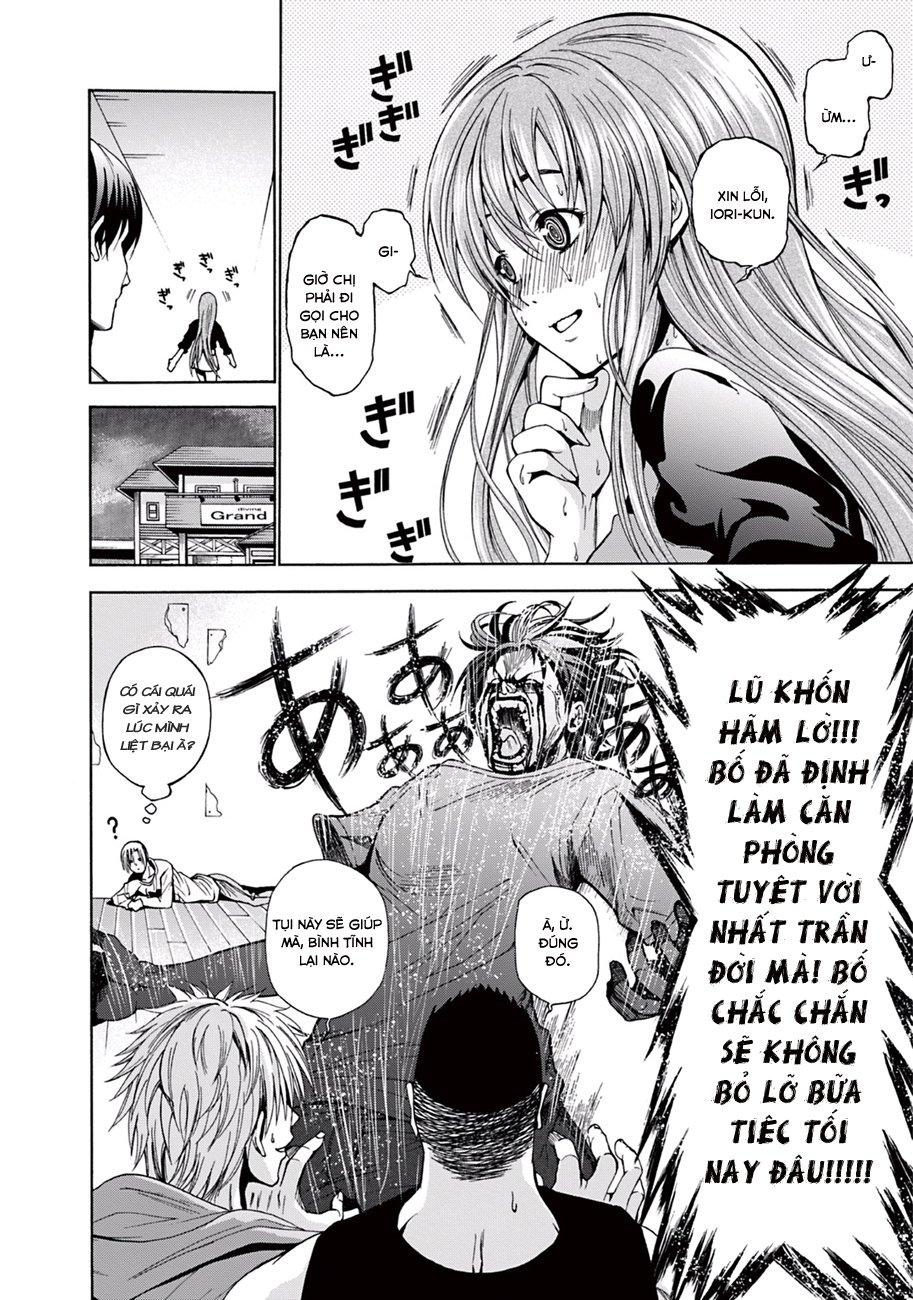 Ư-
ỪM...
XIN LỖI,
IORI-KUN.
GI-
GIỜ CHỊ
PHẢI ĐI
GỌI CHO
BẠN NÊN
LÀ...
ぎぎぎ
ぎっ
ぎぎぎ
ぎっ
ぎっ
diving
Grand
LŨ KHỐN
HÃM LỜ!!!
BỐ ĐÃ ĐỊNH
LÀM CĂN
PHÒNG
TUYỆT VỜI
NHẤT TRẦN
ĐỜI MÀ! BỐ
CHẮC CHẮN
SẼ KHÔNG
BỎ LỠ BỮA
TIỆC TỐI
NAY ĐÂU!!!!!
ああああ
À, Ừ.
ĐÚNG
ĐÓ.
TỤI NÀY SẼ GIÚP
MÀ, BÌNH TĨNH
LẠI NÀO.
CÓ CÁI QUÁI
GÌ XẢY RA
LÚC MÌNH
LIỆT BẠI À?
?